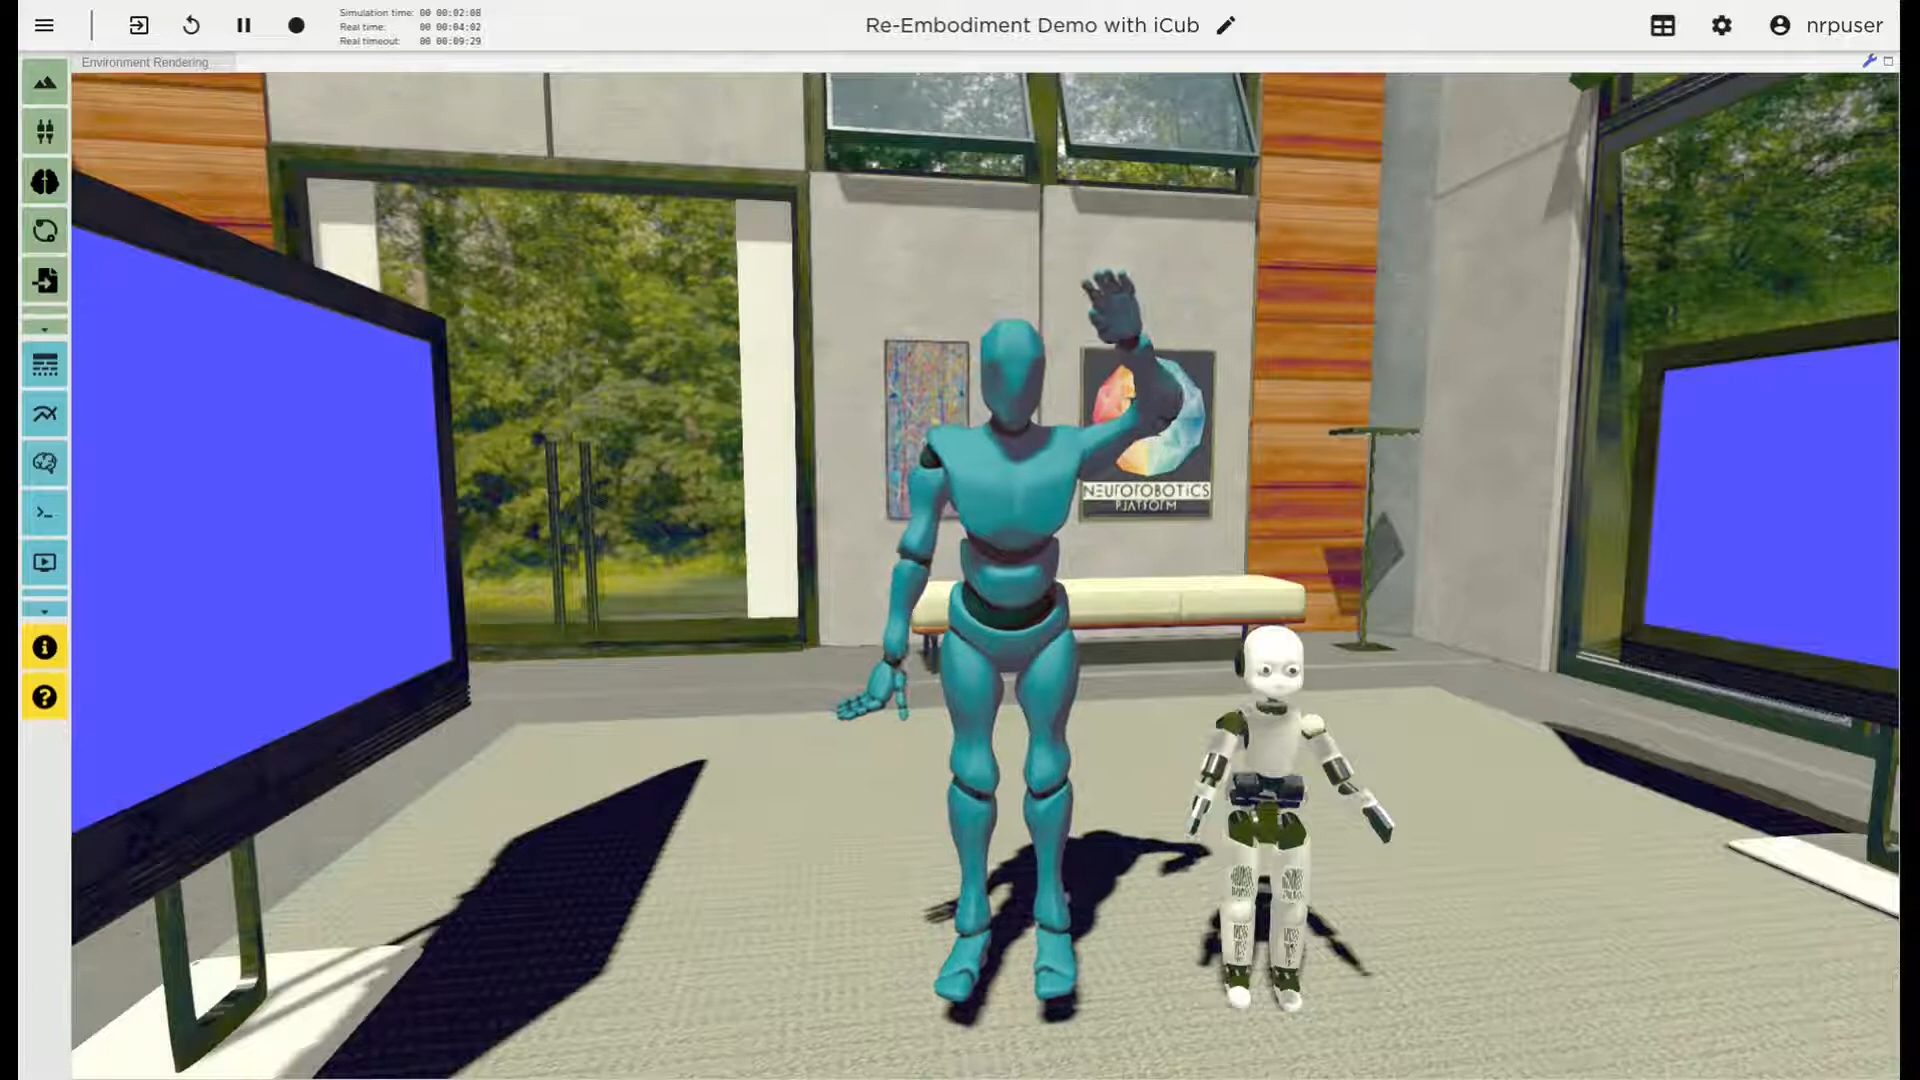 Simulation time: 00 00:02:08
Real time: 00 00:04:02
Real timeout: 00 00:09:29
Re-Embodiment Demo with iCub
nrpuser
Environment Rendering
NEUROROBOTICS
PLATFORM